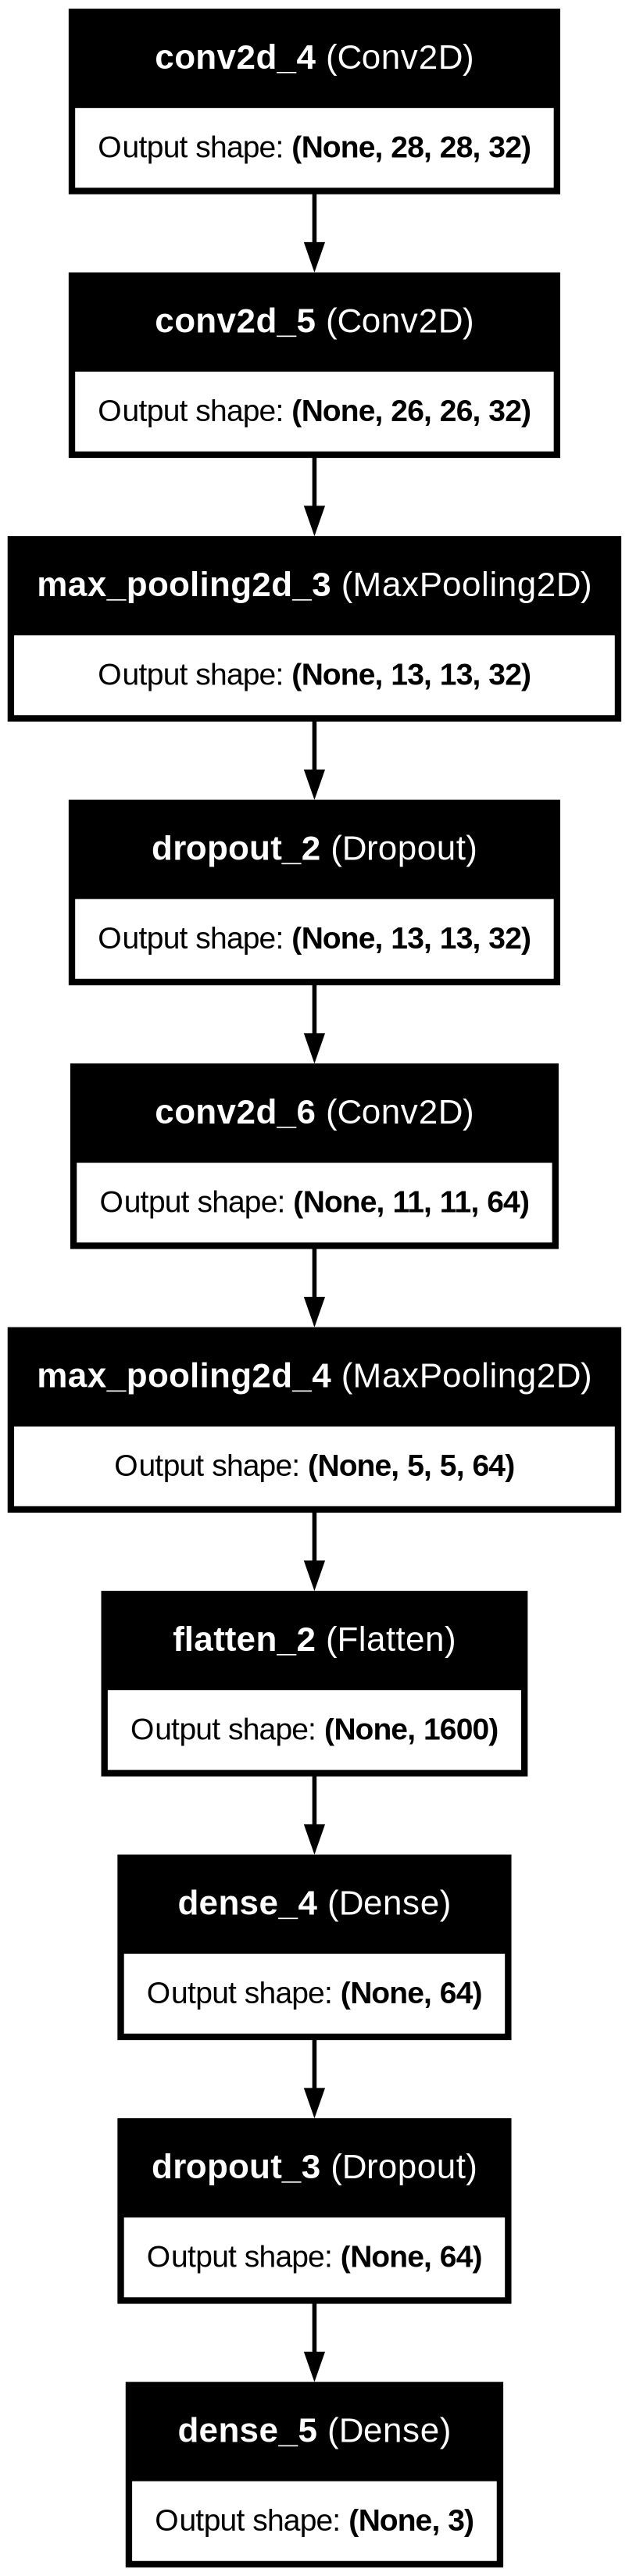 conv2d_4 (Conv2D)
Output shape: (None, 28, 28, 32)
conv2d_5 (Conv2D)
Output shape: (None, 26, 26, 32)
max_pooling2d_3 (MaxPooling2D)
Output shape: (None, 13, 13, 32)
dropout_2 (Dropout)
Output shape: (None, 13, 13, 32)
conv2d_6 (Conv2D)
Output shape: (None, 11, 11, 64)
max_pooling2d_4 (MaxPooling2D)
Output shape: (None, 5, 5, 64)
flatten_2 (Flatten)
Output shape: (None, 1600)
dense_4 (Dense)
Output shape: (None, 64)
dropout_3 (Dropout)
Output shape: (None, 64)
dense_5 (Dense)
Output shape: (None, 3)